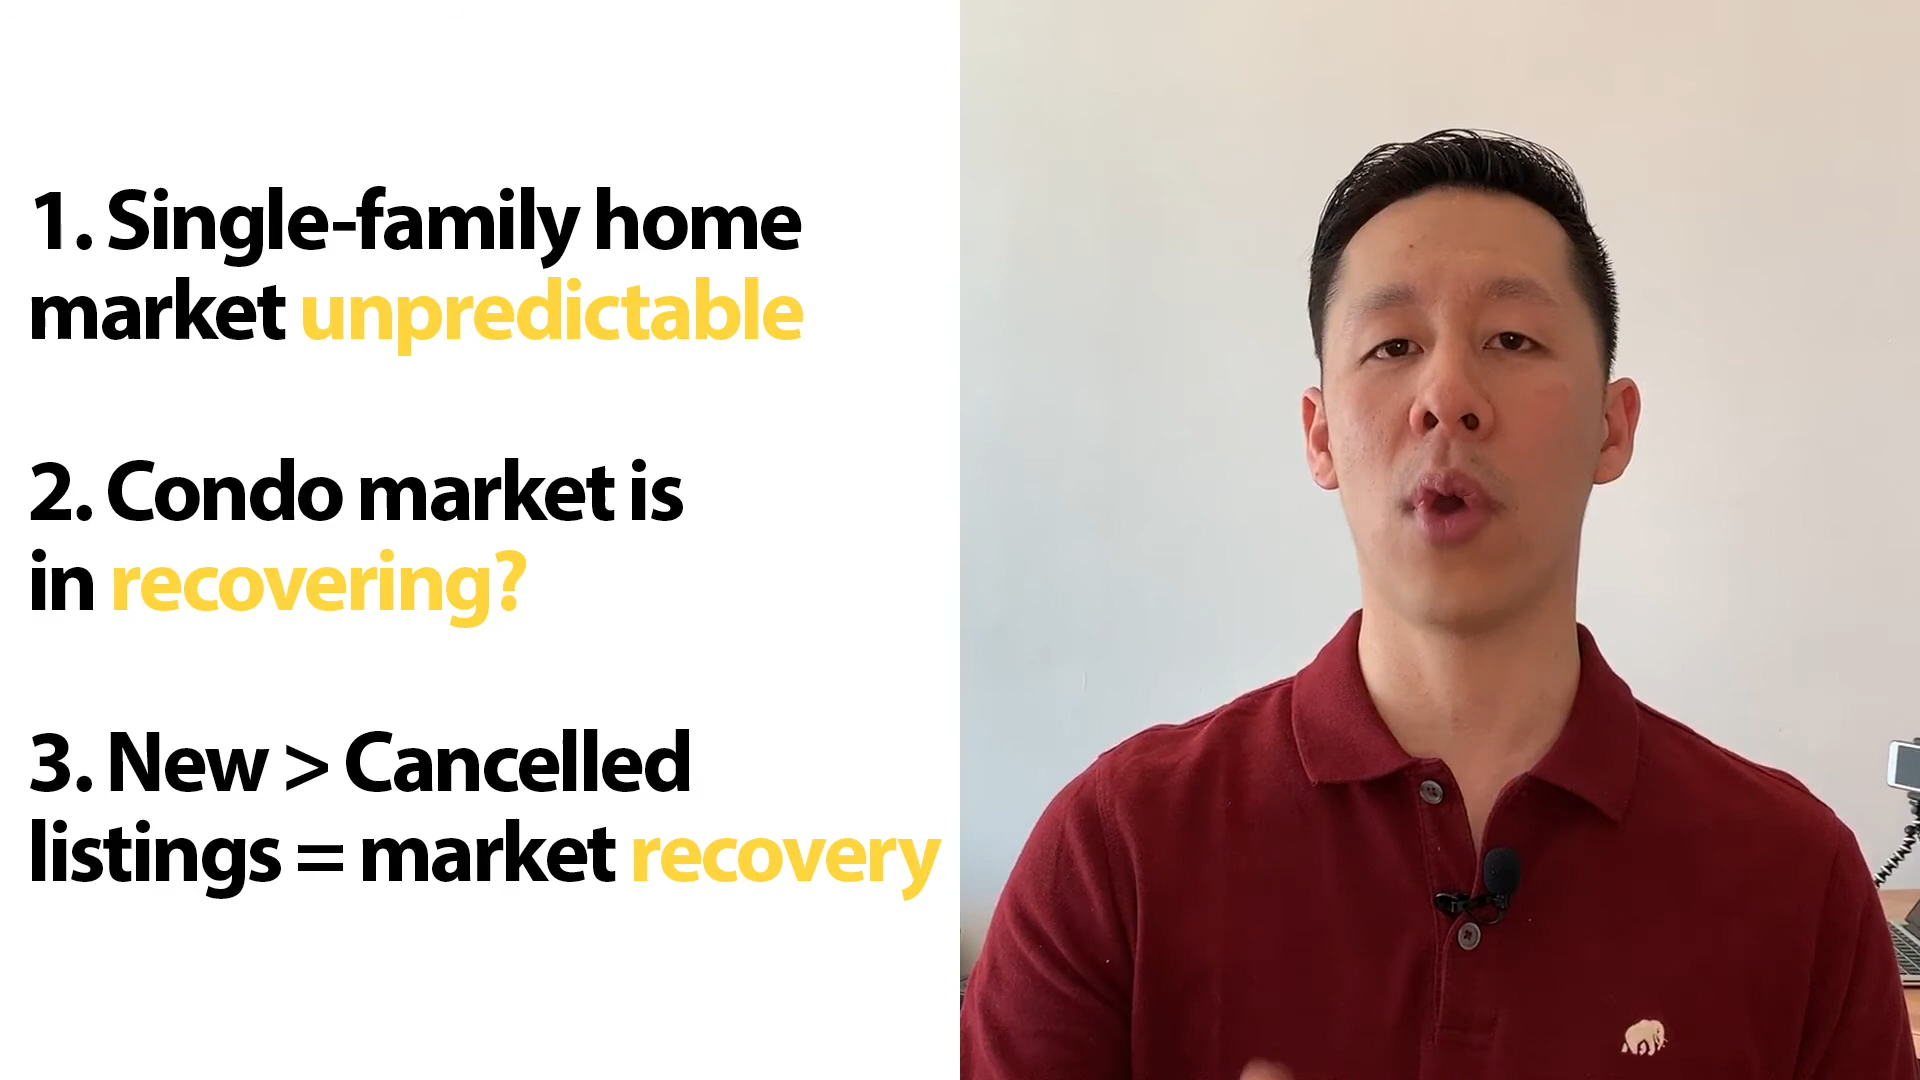 1. Single-family home
market unpredictable
2. Condo market is
in recovering?
3. New > Cancelled
listings = market recovery